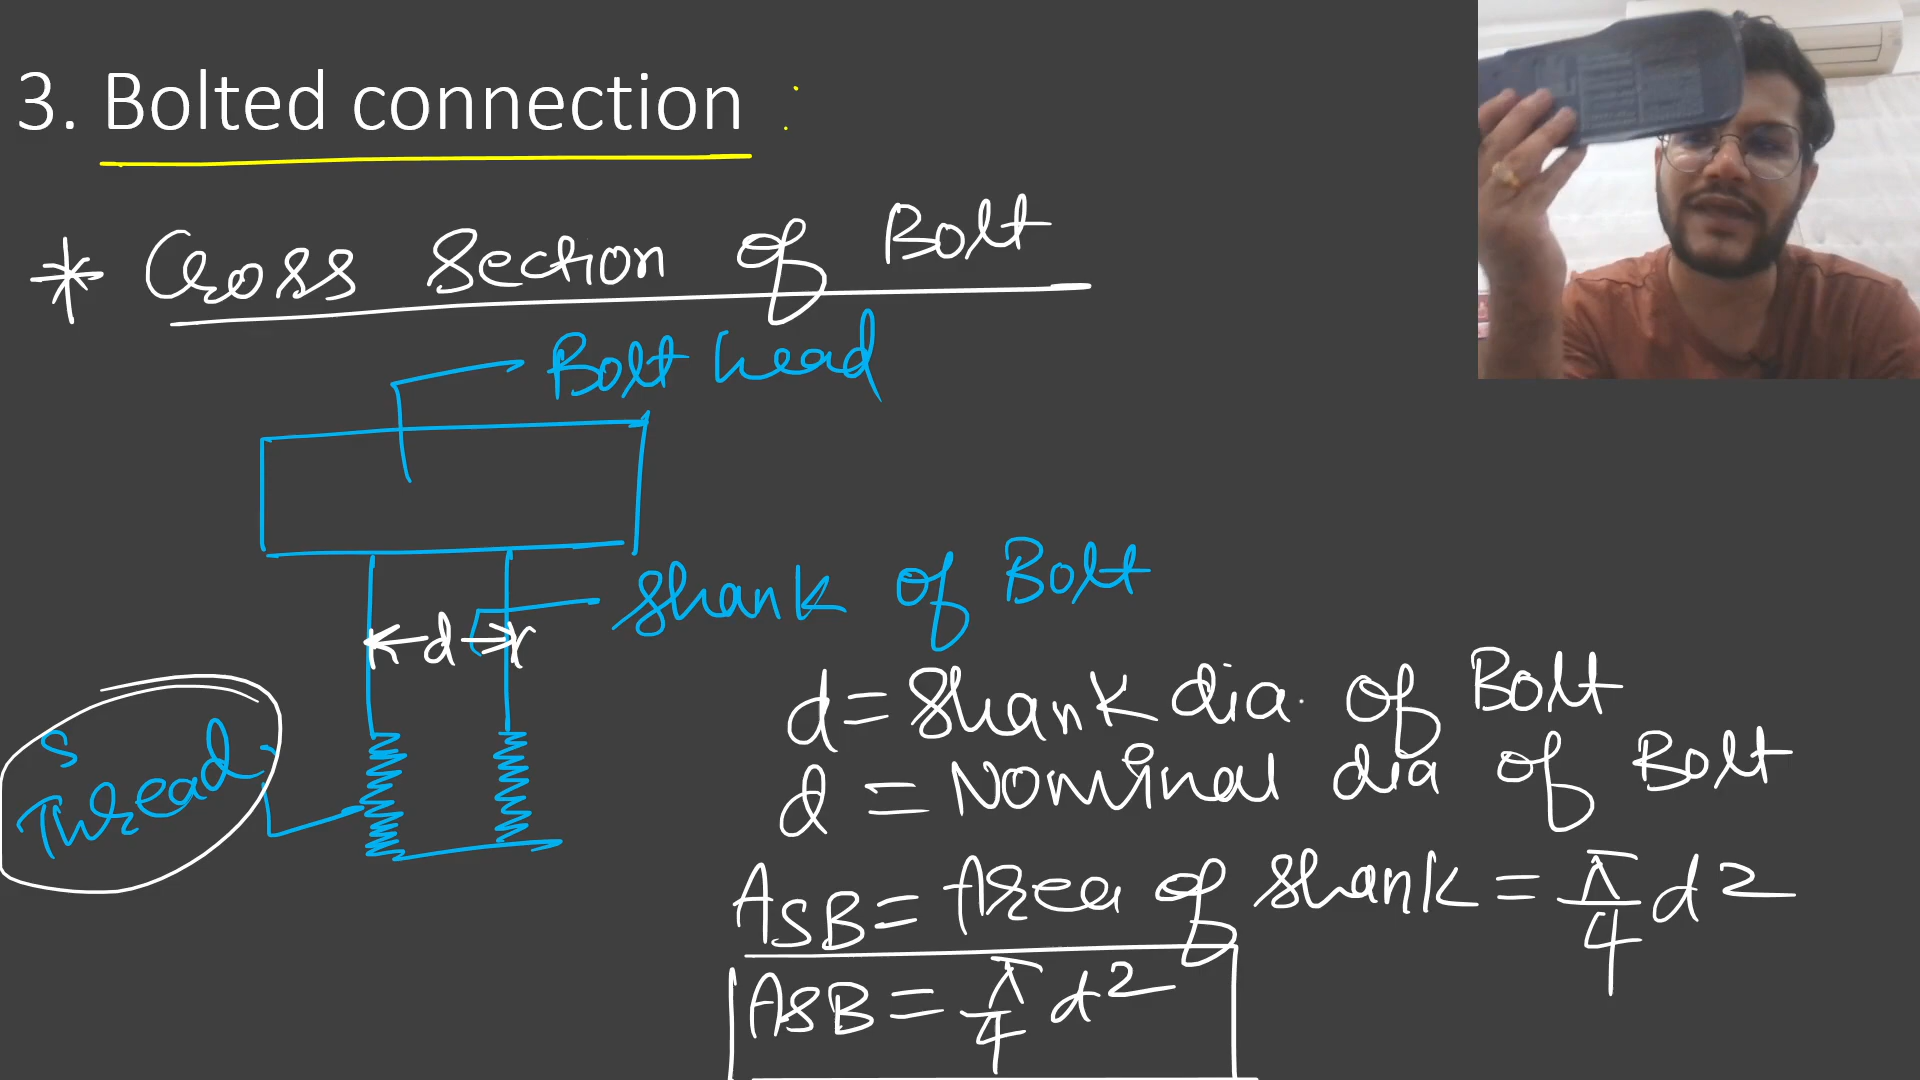 3. Bolted connection :
* Cross Section of Bolt
Bolt head
Shank of Bolt
d
d = Shank dia. of Bolt
S
Thread
d = Nominal dia of Bolt
ASB = Area of Shank = π/4 d2
ASB = π/4 d2